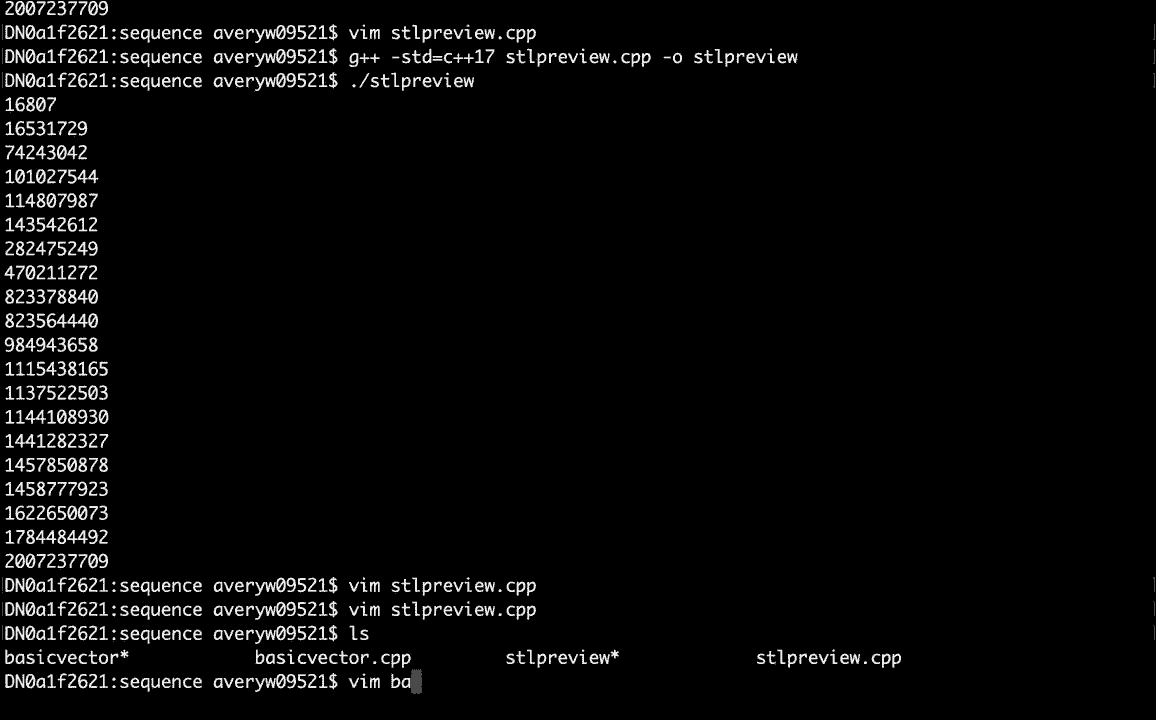 2007237709
DN0a1f2621:sequence averyw09521$ vim stlpreview.cpp
DN0a1f2621:sequence averyw09521$ g++ -std=c++17 stlpreview.cpp -o stlpreview
DN0a1f2621:sequence averyw09521$ ./stlpreview
16807
16531729
74243042
101027544
114807987
143542612
282475249
470211272
823378840
823564440
984943658
1115438165
1137522503
1144108930
1441282327
1457850878
1458777923
1622650073
1784484492
2007237709
DN0a1f2621:sequence averyw09521$ vim stlpreview.cpp
DN0a1f2621:sequence averyw09521$ vim stlpreview.cpp
DN0a1f2621:sequence averyw09521$ ls
basicvector* basicvector.cpp stlpreview* stlpreview.cpp
DN0a1f2621:sequence averyw09521$ vim ba